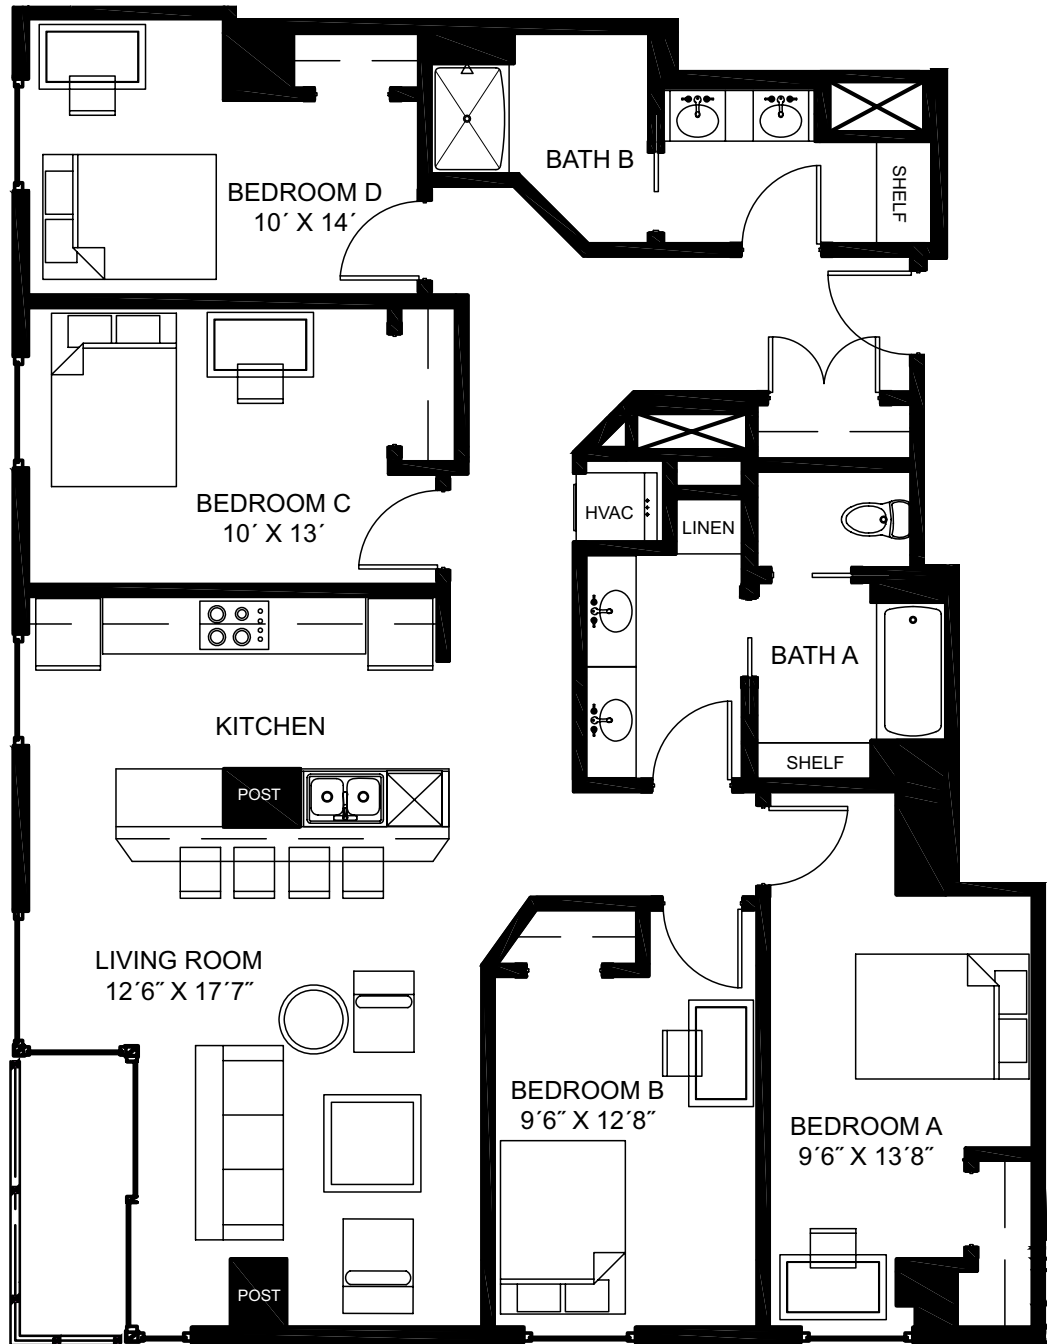 BATH B
SHELF
BEDROOM D
10´ X 14´
BEDROOM C
10´ X 13´
HVAC
LINEN
BATH A
KITCHEN
SHELF
POST
LIVING ROOM
12´6˝ X 17´7˝
BEDROOM B
9´6˝ X 12´8˝
BEDROOM A
9´6˝ X 13´8˝
POST